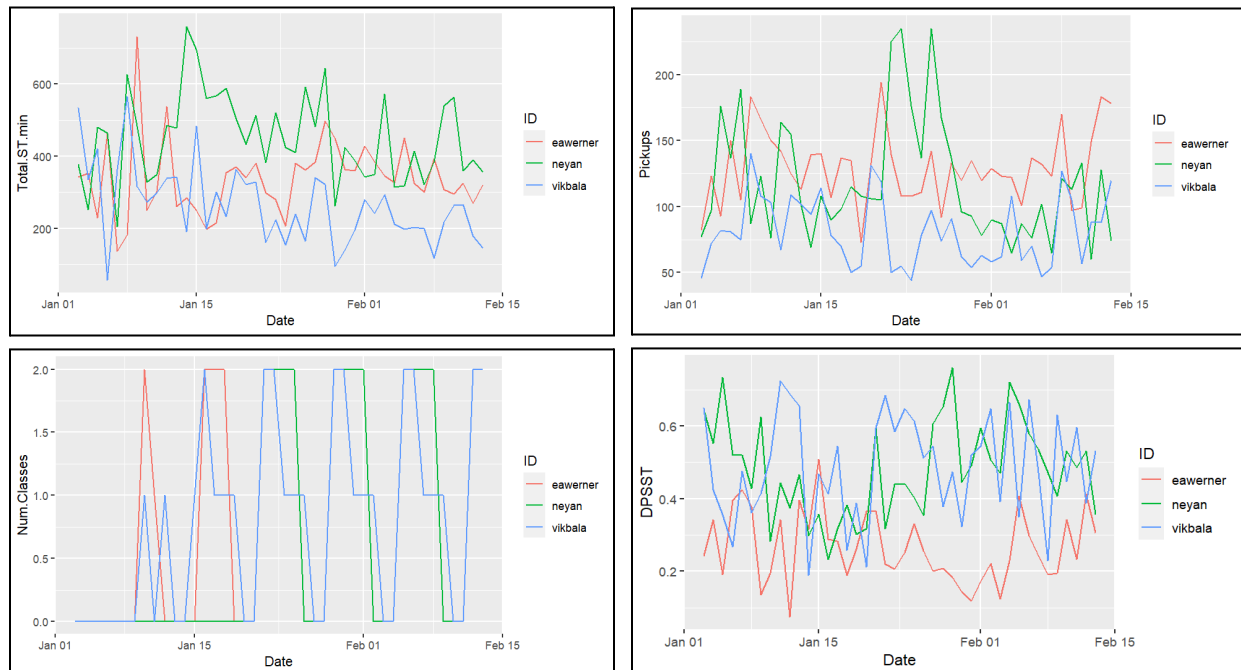 Total.ST.min
600
400
200
Jan 01
Jan 15
Feb 01
Feb 15
Date
ID
eawerner
neyan
vikbala
Pickups
200
150
100
50
Jan 01
Jan 15
Feb 01
Feb 15
Date
ID
eawerner
neyan
vikbala
Num.Classes
2.0
1.5
1.0
0.5
0.0
Jan 01
Jan 15
Feb 01
Feb 15
Date
ID
eawerner
neyan
vikbala
DPSST
0.6
0.4
0.2
Jan 01
Jan 15
Feb 01
Feb 15
Date
ID
eawerner
neyan
vikbala